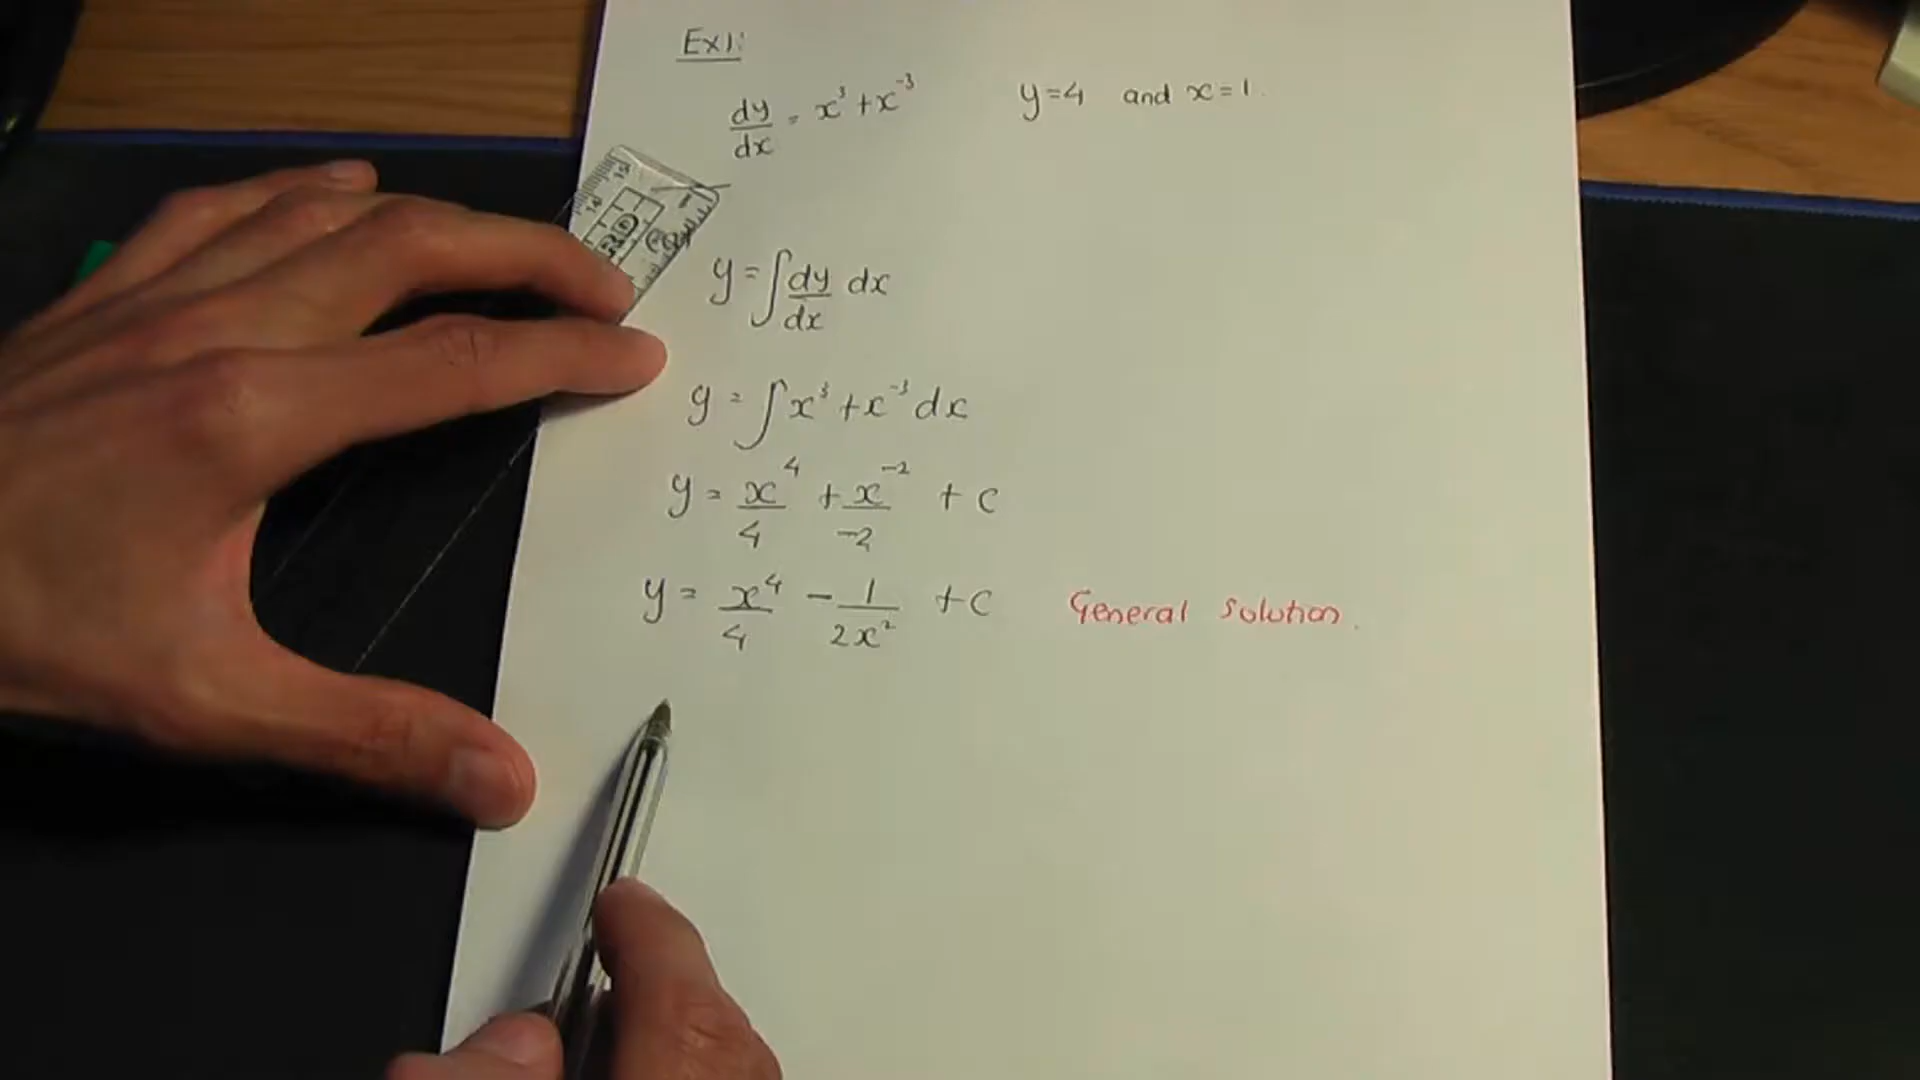 Ex1:
dy/dx = x³ + x⁻³    y=4 and x=1.
y = ∫ dy/dx dx
y = ∫ x³ + x⁻³ dx
y = x⁴/4 + x⁻²/-2 + c
y = x⁴/4 - 1/2x² + c    General Solution.